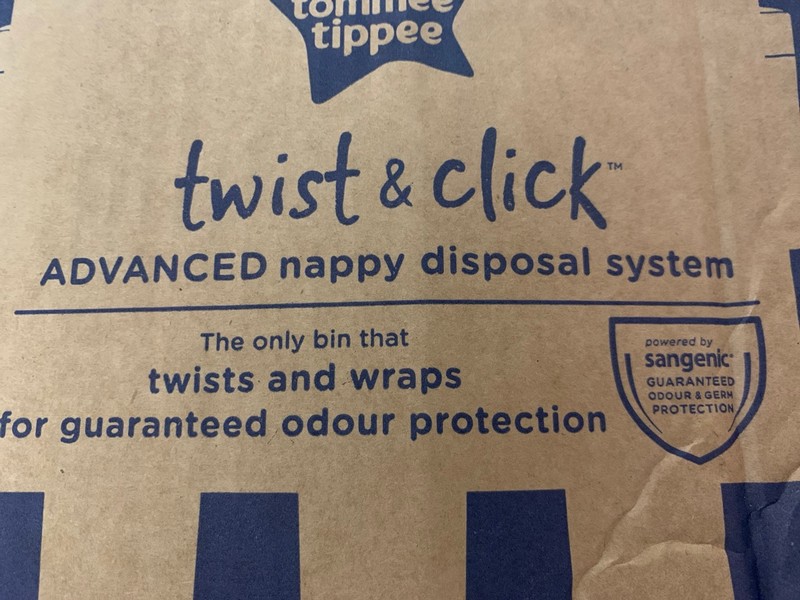 tommee
tippee
twist & click™
ADVANCED nappy disposal system
The only bin that
twists and wraps
for guaranteed odour protection
powered by
sangenic®
GUARANTEED
ODOUR & GERM
PROTECTION